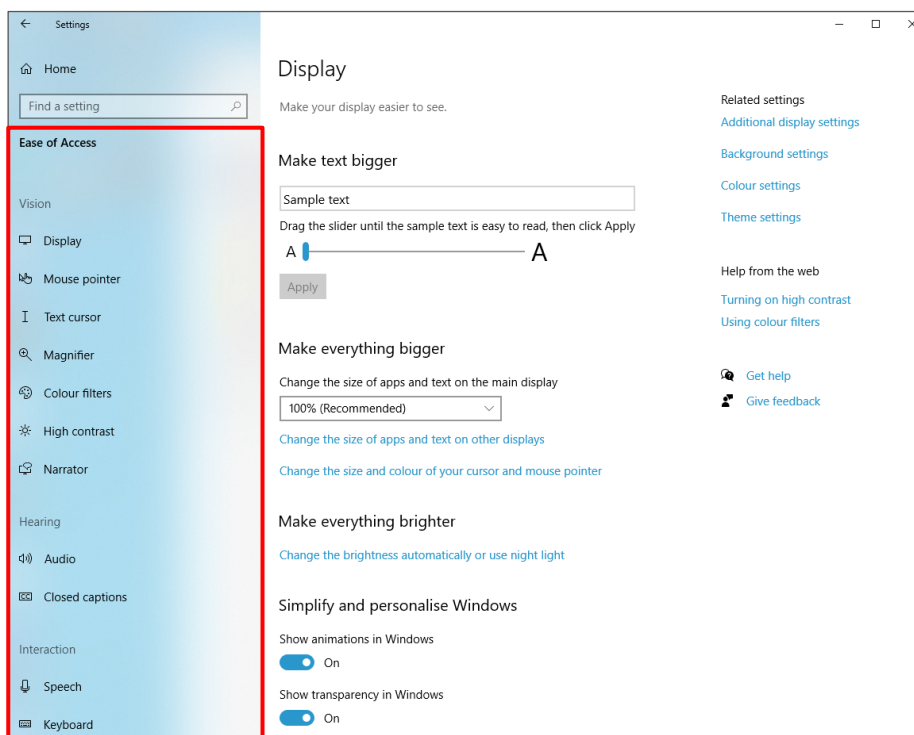 Settings
Home
Find a setting
Ease of Access
Vision
Display
Mouse pointer
Text cursor
Magnifier
Colour filters
High contrast
Narrator
Hearing
Audio
Closed captions
Interaction
Speech
Keyboard
Display
Make your display easier to see.
Make text bigger
Sample text
Drag the slider until the sample text is easy to read, then click Apply
A A
Apply
Make everything bigger
Change the size of apps and text on the main display
100% (Recommended)
Change the size of apps and text on other displays
Change the size and colour of your cursor and mouse pointer
Make everything brighter
Change the brightness automatically or use night light
Simplify and personalise Windows
Show animations in Windows
On
Show transparency in Windows
On
Related settings
Additional display settings
Background settings
Colour settings
Theme settings
Help from the web
Turning on high contrast
Using colour filters
Get help
Give feedback